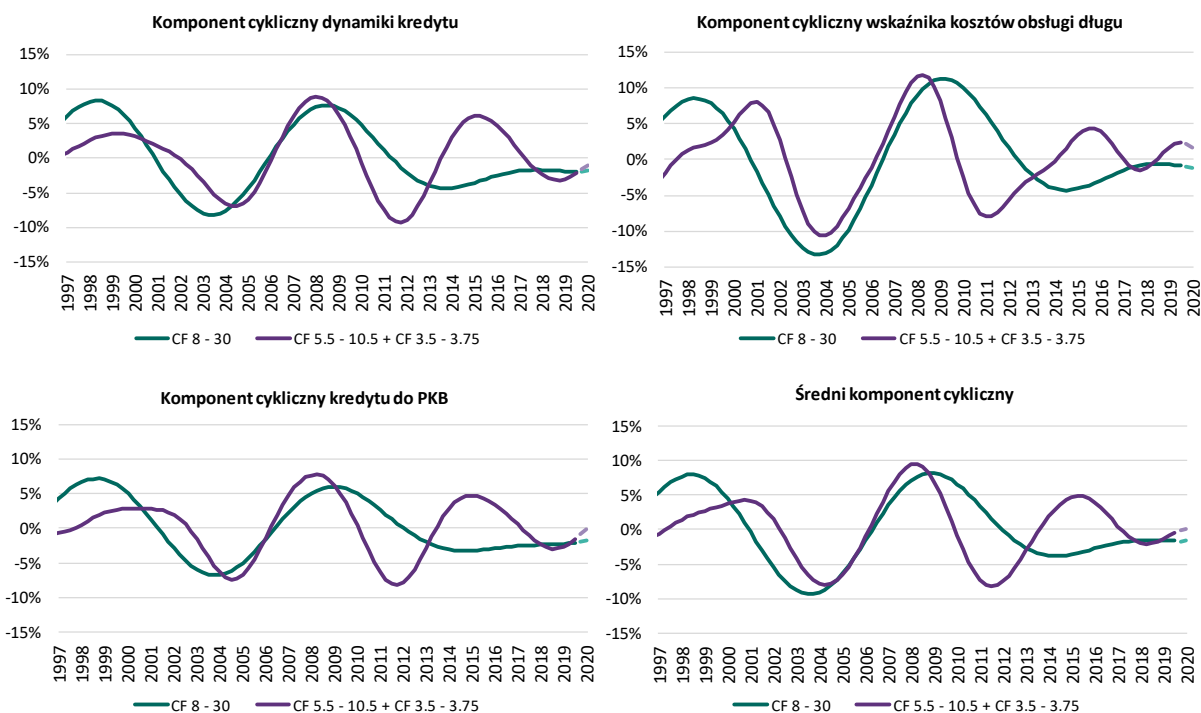 Komponent cykliczny dynamiki kredytu
15%
10%
5%
0%
-5%
-10%
-15%
1997 1998 1999 2000 2001 2002 2003 2004 2005 2006 2007 2008 2009 2010 2011 2012 2013 2014 2015 2016 2017 2018 2019 2020
CF 8 - 30 CF 5.5 - 10.5 + CF 3.5 - 3.75
Komponent cykliczny wskaźnika kosztów obsługi długu
15%
10%
5%
0%
-5%
-10%
-15%
1997 1998 1999 2000 2001 2002 2003 2004 2005 2006 2007 2008 2009 2010 2011 2012 2013 2014 2015 2016 2017 2018 2019 2020
CF 8 - 30 CF 5.5 - 10.5 + CF 3.5 - 3.75
Komponent cykliczny kredytu do PKB
15%
10%
5%
0%
-5%
-10%
-15%
1997 1998 1999 2000 2001 2002 2003 2004 2005 2006 2007 2008 2009 2010 2011 2012 2013 2014 2015 2016 2017 2018 2019 2020
CF 8 - 30 CF 5.5 - 10.5 + CF 3.5 - 3.75
Średni komponent cykliczny
15%
10%
5%
0%
-5%
-10%
-15%
1997 1998 1999 2000 2001 2002 2003 2004 2005 2006 2007 2008 2009 2010 2011 2012 2013 2014 2015 2016 2017 2018 2019 2020
CF 8 - 30 CF 5.5 - 10.5 + CF 3.5 - 3.75